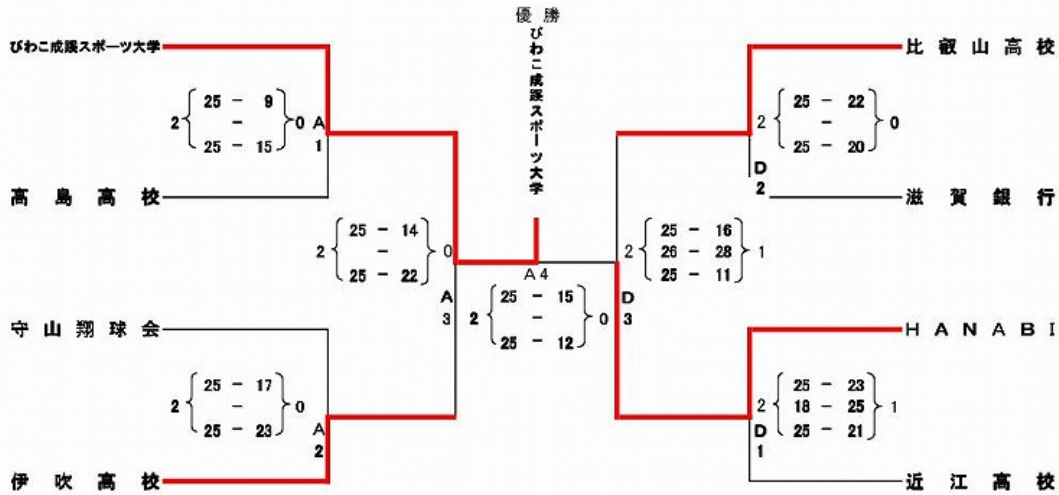 優勝
びわこ成蹊スポーツ大学
びわこ成蹊スポーツ大学
比叡山高校
2 25 - 9 0 A
-
25 - 15 1
2 25 - 22 0
-
25 - 20
D
2
高島高校
滋賀銀行
2 25 - 14 0
-
25 - 22
A
3
2 25 - 16 1
26 - 28
25 - 11
D
3
A4
2 25 - 15 0
-
25 - 12
守山翔球会
HANABI
2 25 - 17 0
-
25 - 23
A
2
2 25 - 23 1
18 - 25
25 - 21
D
1
伊吹高校
近江高校